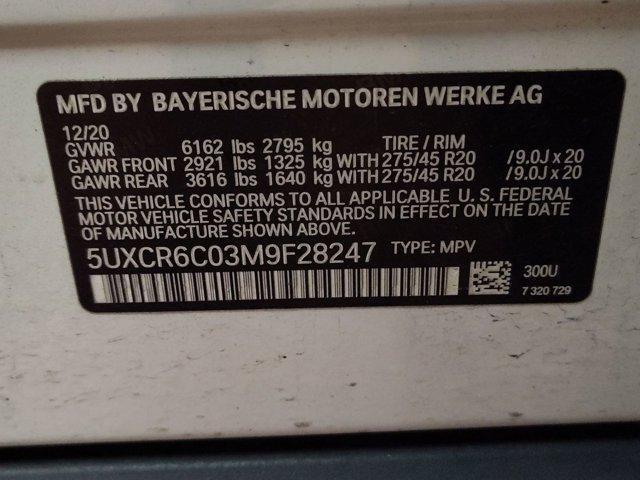 MFD BY BAYERISCHE MOTOREN WERKE AG
12/20
GVWR 6162 lbs 2795 kg TIRE / RIM
GAWR FRONT 2921 lbs 1325 kg WITH 275/45 R20 /9.0J x 20
GAWR REAR 3616 lbs 1640 kg WITH 275/45 R20 /9.0J x 20
THIS VEHICLE CONFORMS TO ALL APPLICABLE U. S. FEDERAL
MOTOR VEHICLE SAFETY STANDARDS IN EFFECT ON THE DATE OF
MANUFACTURE SHOWN ABOVE.
5UXCR6C03M9F28247 TYPE: MPV
300U
7 320 729